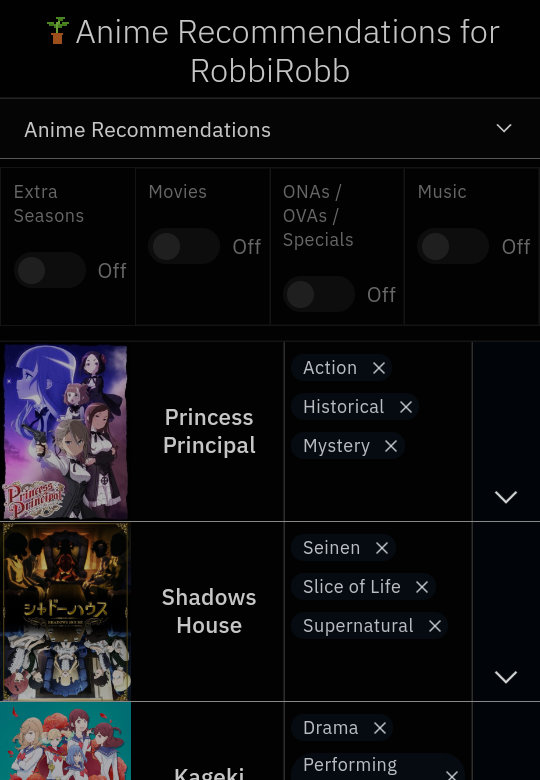 Anime Recommendations for
RobbiRobb
Anime Recommendations
Extra
Seasons
Off
Movies
Off
ONAs /
OVAs /
Specials
Off
Music
Off
Princess
Principal
Princess
Principal
Action
Historical
Mystery
シャドーハウス
Shadows
House
Seinen
Slice of Life
Supernatural
Kageki
Drama
Performing